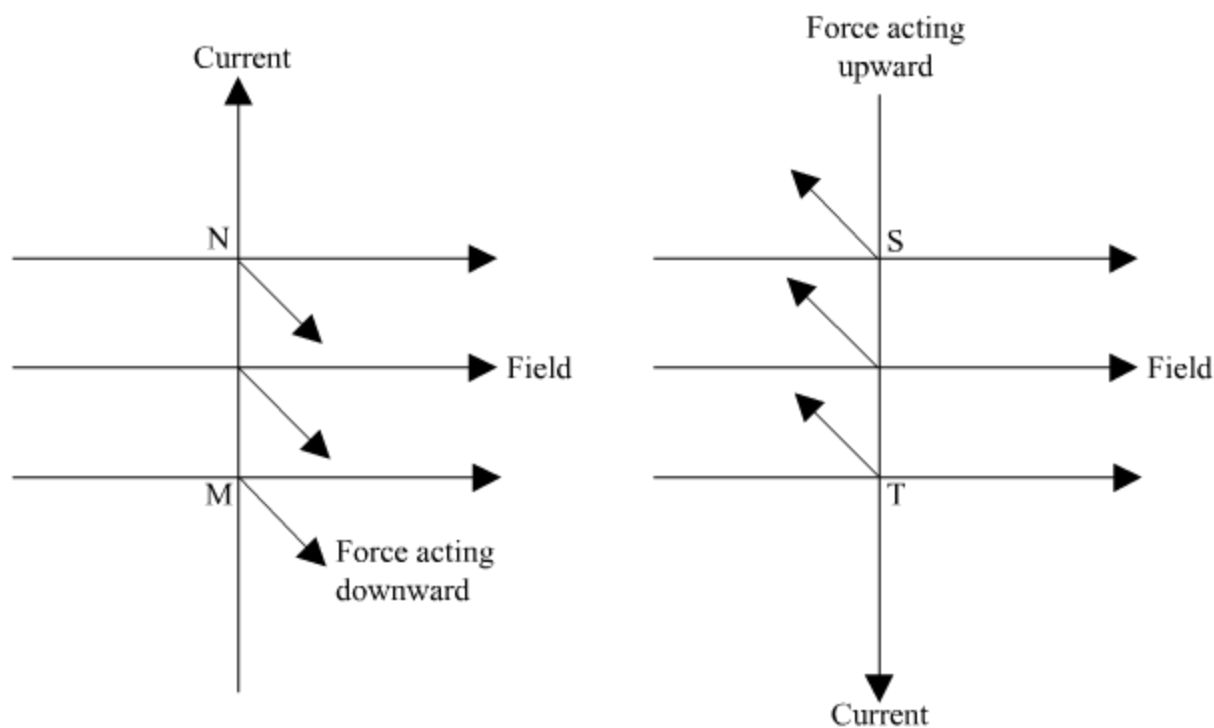 Current
N
Field
M
Force acting
downward
Force acting
upward
S
Field
T
Current